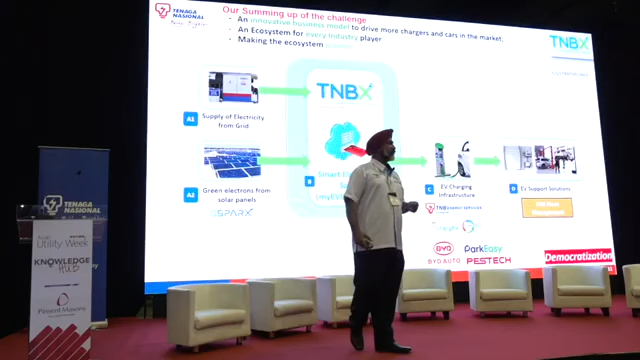 TENAGA NASIONAL
Our Summing up of the challenge
- An innovative business model to drive more chargers and cars in the market;
- An Ecosystem for every industry player
- Making the ecosystem
TNBX
TNBX
A1 Supply of Electricity from Grid
A2 Green electrons from solar panels
SPARX
B
Smart
C EV Charging Infrastructure
D EV Support Solutions
BYD
BYD AUTO
ParkEasy
PESTECH
Democratization
TENAGA NASIONAL
Utility Week
KNOWLEDGE HUB
Pinsent Masons